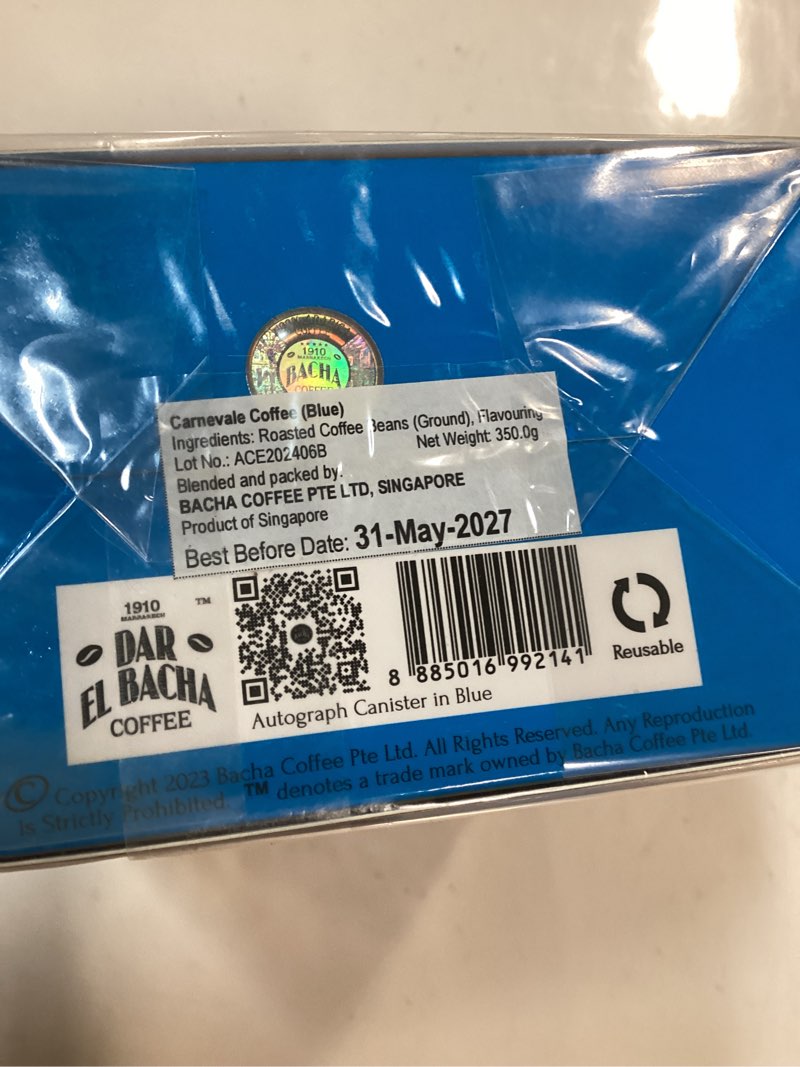 1910
MARRAKECH
BACHA
COFFEE
Carnevale Coffee (Blue)
Ingredients: Roasted Coffee Beans (Ground), Flavouring
Net Weight: 350.0g
Lot No.: ACE202406B
Blended and packed by:
BACHA COFFEE PTE LTD, SINGAPORE
Product of Singapore
Best Before Date: 31-May-2027
1910 TM
MARRAKECH
DAR
EL BACHA
COFFEE
8 885016 992141
Reusable
Autograph Canister in Blue
© Copyright 2023 Bacha Coffee Pte Ltd. All Rights Reserved. Any Reproduction
Is Strictly Prohibited. TM denotes a trade mark owned by Bacha Coffee Pte Ltd.